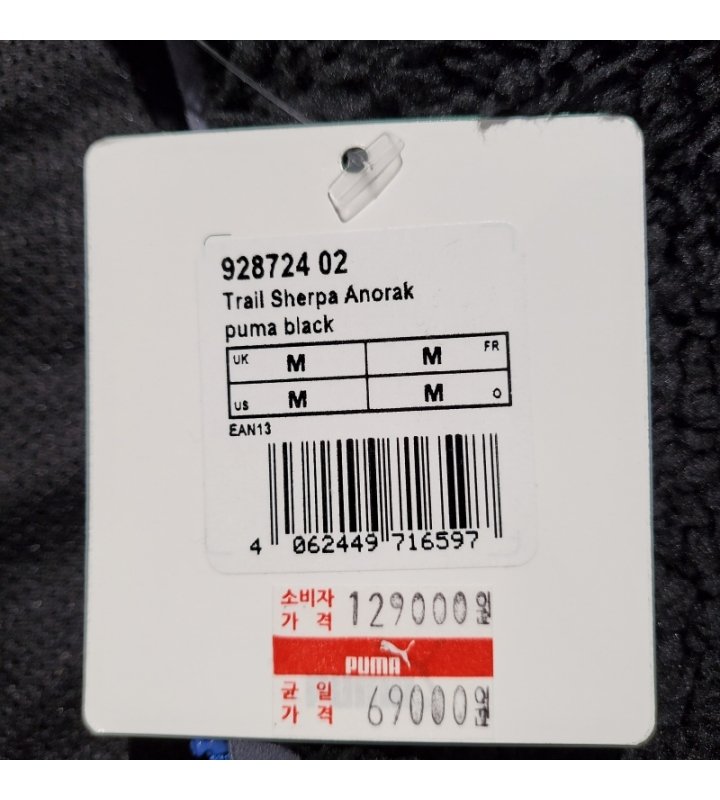 928724 02
Trail Sherpa Anorak
puma black
UK M M FR
US M M O
EAN13
4 062449 716597
소비자
가 격 129000원
PUMA
균 일
가 격 69000원